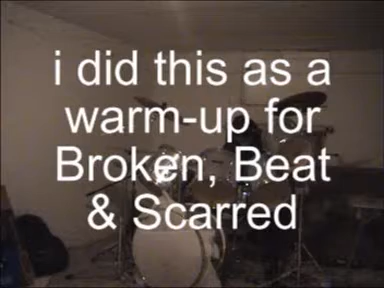 i did this as a
warm-up for
Broken, Beat
& Scarred